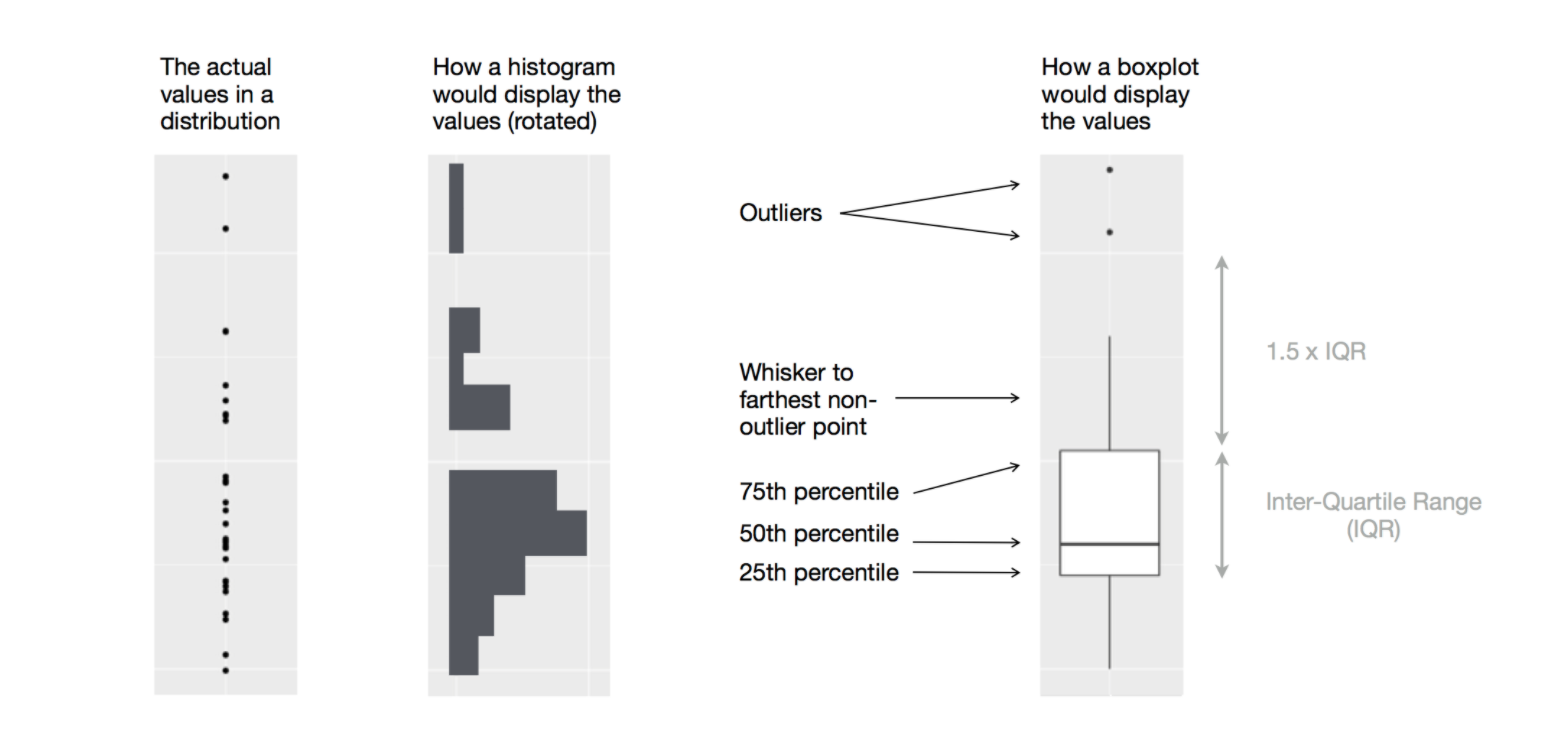 The actual
values in a
distribution
How a histogram
would display the
values (rotated)
How a boxplot
would display
the values
Outliers
1.5 x IQR
Whisker to
farthest non-
outlier point
75th percentile
50th percentile
25th percentile
Inter-Quartile Range
(IQR)